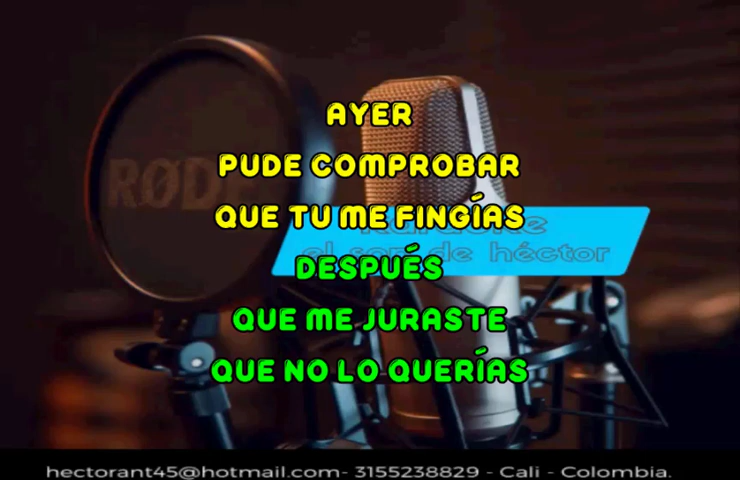 AYER
PUDE COMPROBAR
QUE TU ME FINGÍAS
karaoke
el son de héctor
DESPUÉS
QUE ME JURASTE
QUE NO LO QUERÍAS
RØDE
hectorant45@hotmail.com- 3155238829 - Cali - Colombia.